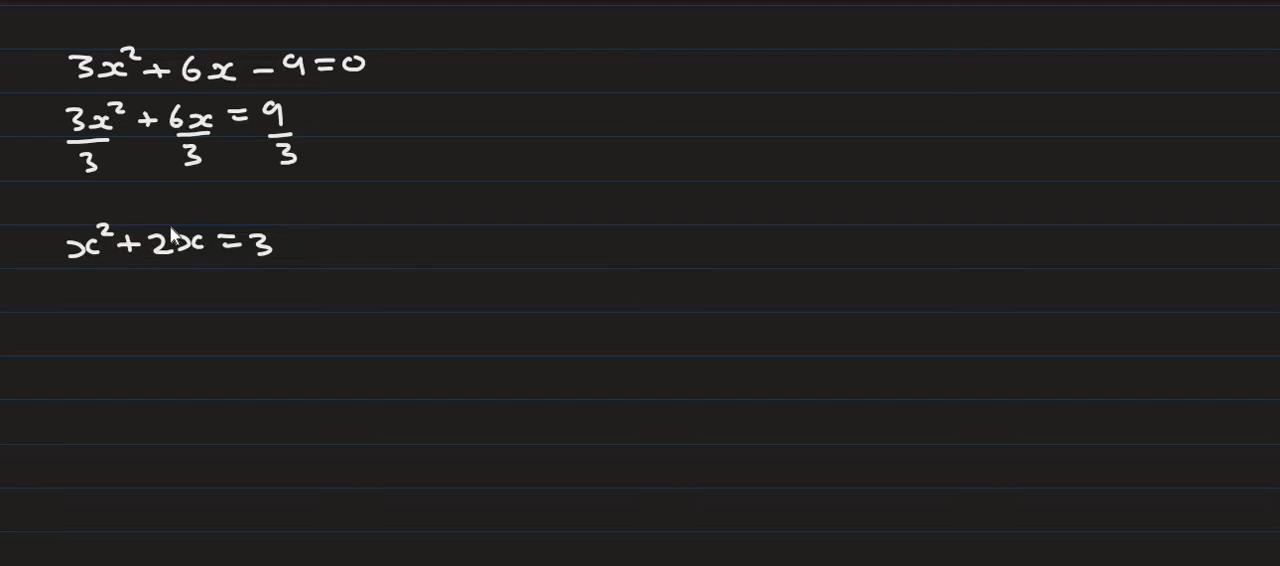 3x² + 6x - 9 = 0
3x²/3 + 6x/3 = 9/3
x² + 2x = 3